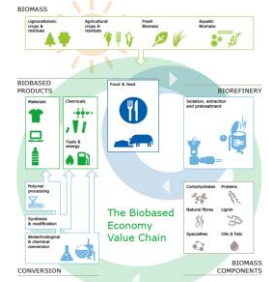 BIOMASS
Lignocellulosic
crops &
residues
Agricultural
crops &
residues
Fresh
Biomass
Aquatic
Biomass
BIOBASED
PRODUCTS
Materials
Chemicals
Fuels &
energy
Food & Feed
BIOREFINERY
Isolation, extraction
and pretreatment
Polymer
processing
Synthesis
& modification
Biotechnological
& chemical
conversion
CONVERSION
The Biobased
Economy
Value Chain
Carbohydrates
Proteins
Natural fibres
Lignin
Specialties
Oils & Fats
BIOMASS
COMPONENTS